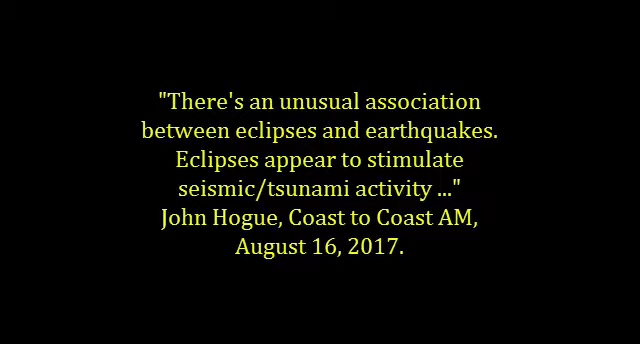 "There's an unusual association
between eclipses and earthquakes.
Eclipses appear to stimulate
seismic/tsunami activity ..."
John Hogue, Coast to Coast AM,
August 16, 2017.